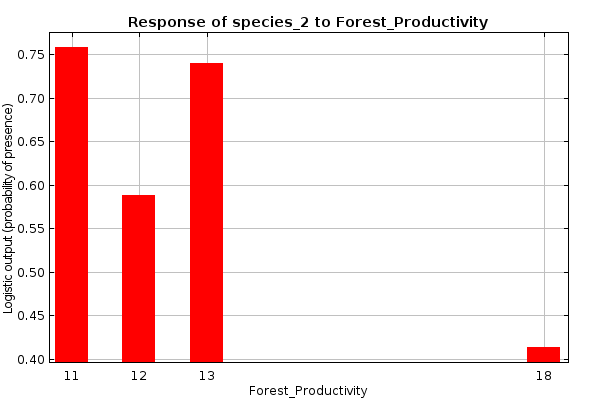 Response of species_2 to Forest_Productivity
Logistic output (probability of presence)
0.75
0.70
0.65
0.60
0.55
0.50
0.45
0.40
11 12 13 18
Forest_Productivity